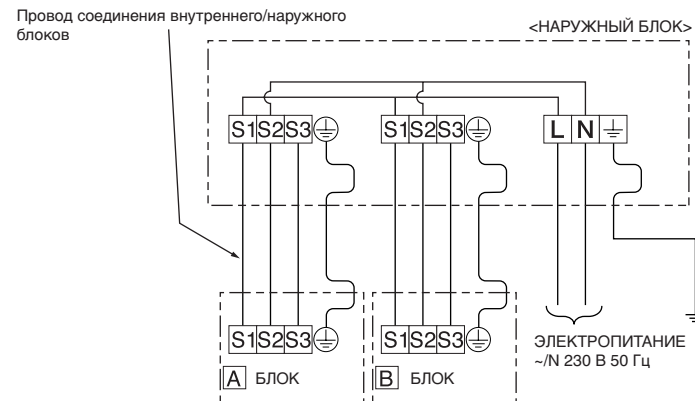 Провод соединения внутреннего/наружного
блоков
<НАРУЖНЫЙ БЛОК>
S1 S2 S3 S1 S2 S3 L N
S1 S2 S3 S1 S2 S3
ЭЛЕКТРОПИТАНИЕ
~/N 230 В 50 Гц
A БЛОК B БЛОК